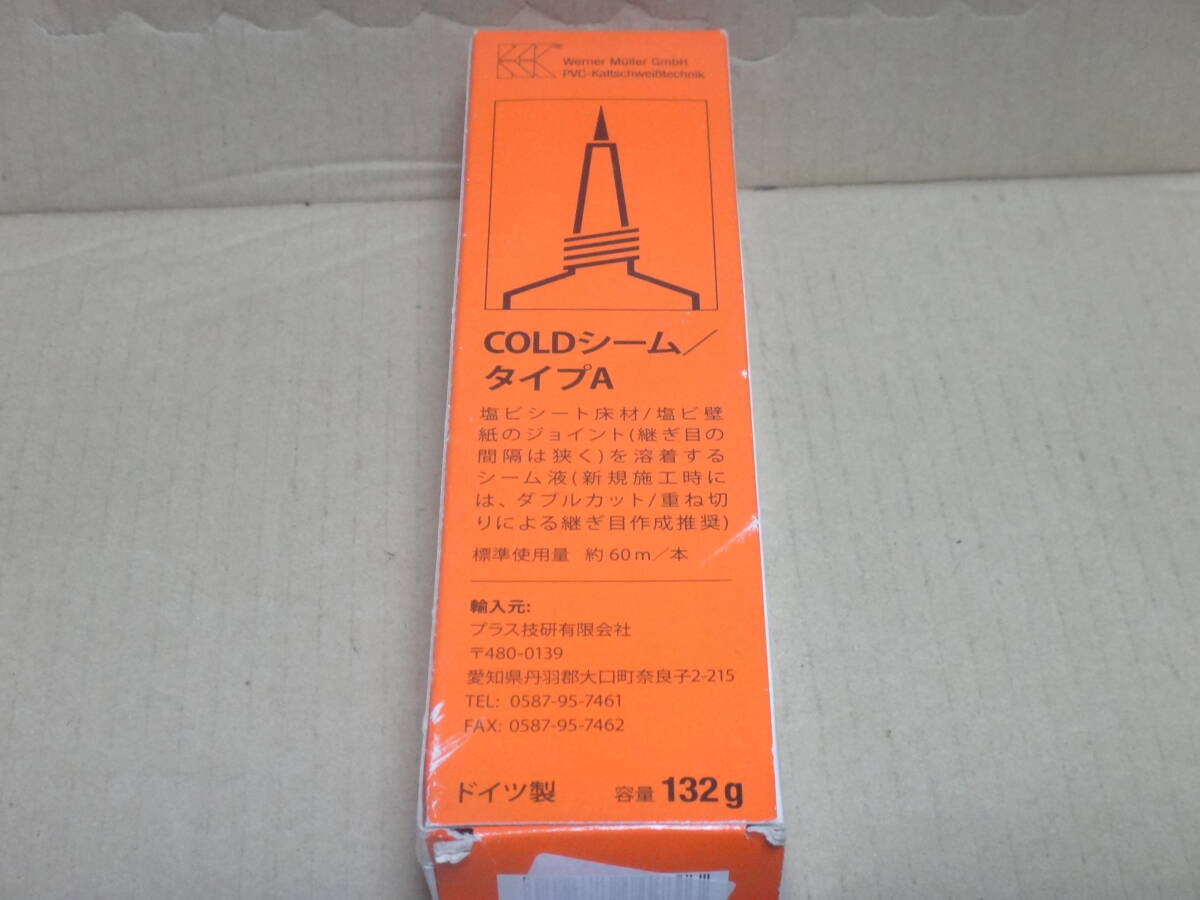 Werner Müller GmbH
PVC-Kaltschweißtechnik
COLDシーム／
タイプA
塩ビシート床材/塩ビ壁
紙のジョイント(継ぎ目の
間隔は狭く)を溶着する
シーム液(新規施工時に
は、ダブルカット/重ね切
りによる継ぎ目作成推奨)
標準使用量 約60m／本
輸入元:
プラス技研有限会社
〒480-0139
愛知県丹羽郡大口町奈良子2-215
TEL: 0587-95-7461
FAX: 0587-95-7462
ドイツ製 容量 132g